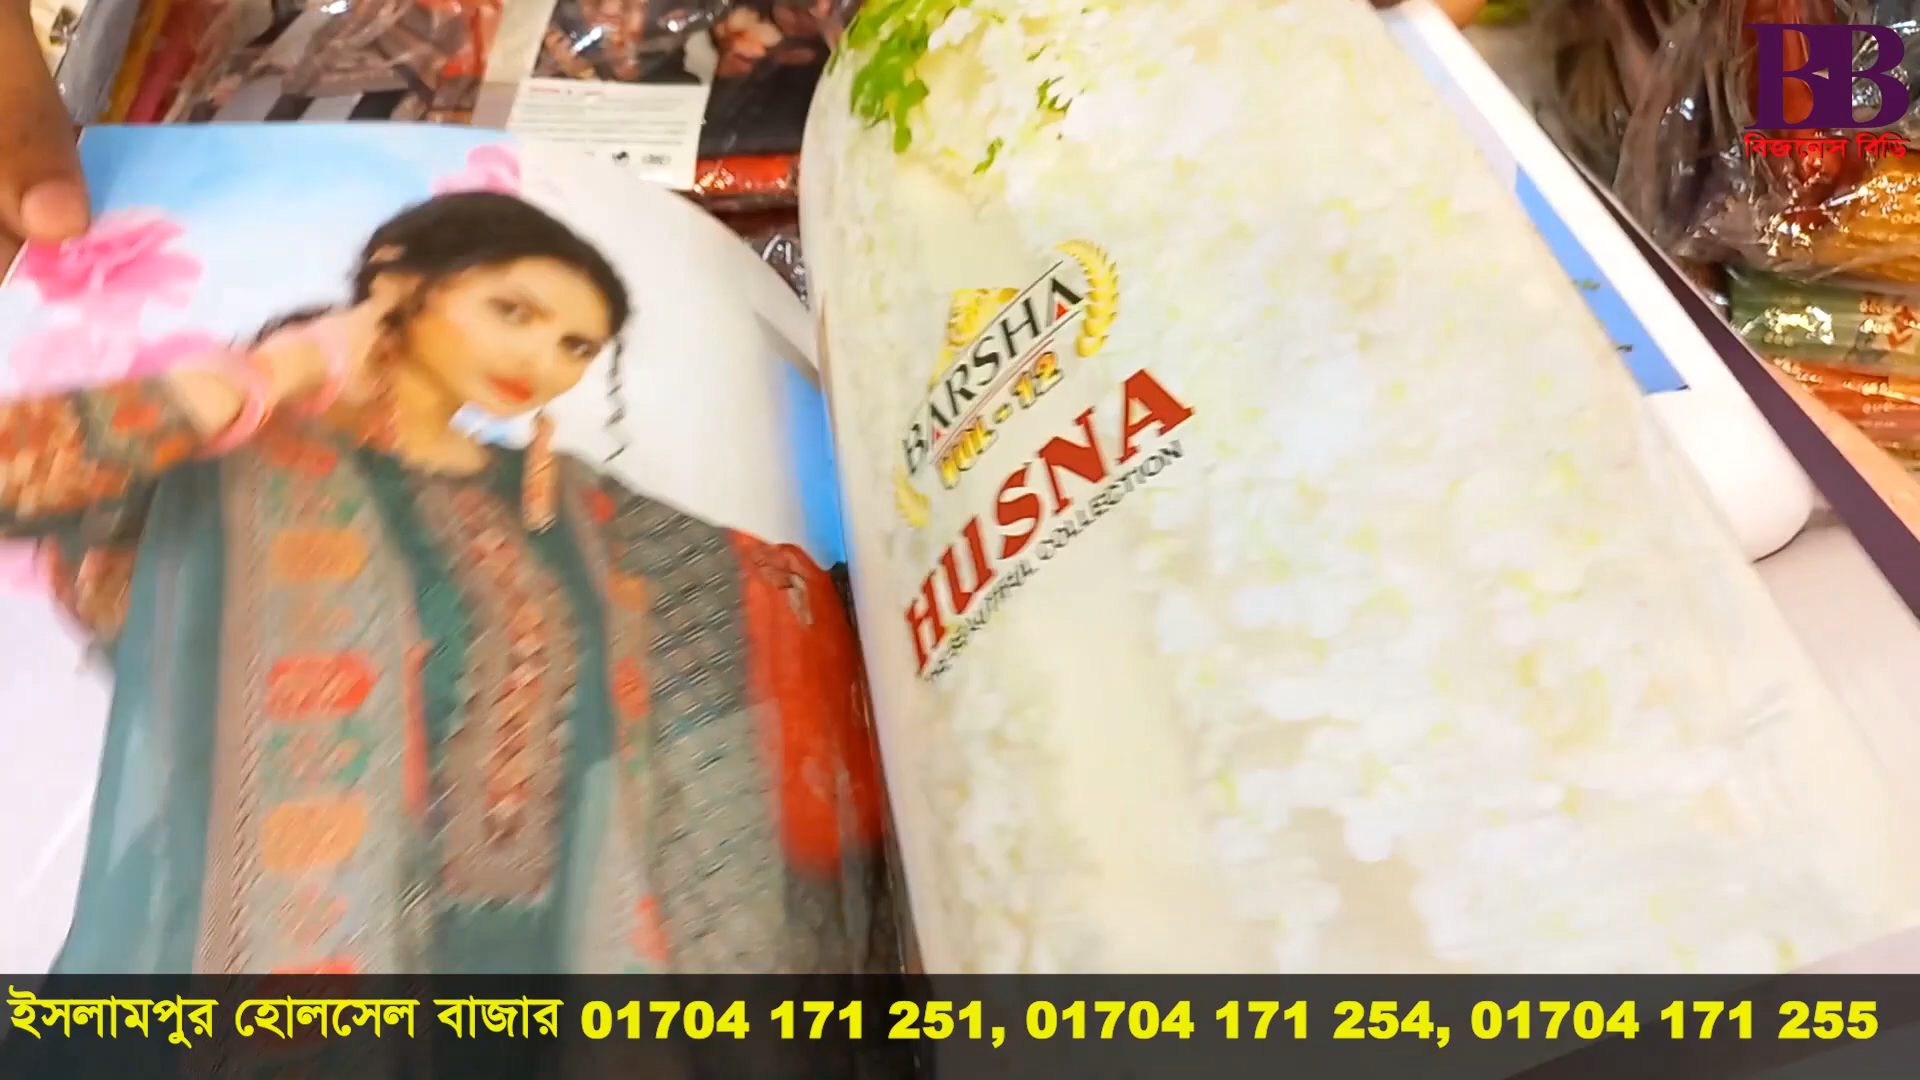 BB
বিজনেস বিডি
BARSHA
VOL-12
HUSNA
BEAUTIFUL COLLECTION
ইসলামপুর হোলসেল বাজার 01704 171 251, 01704 171 254, 01704 171 255